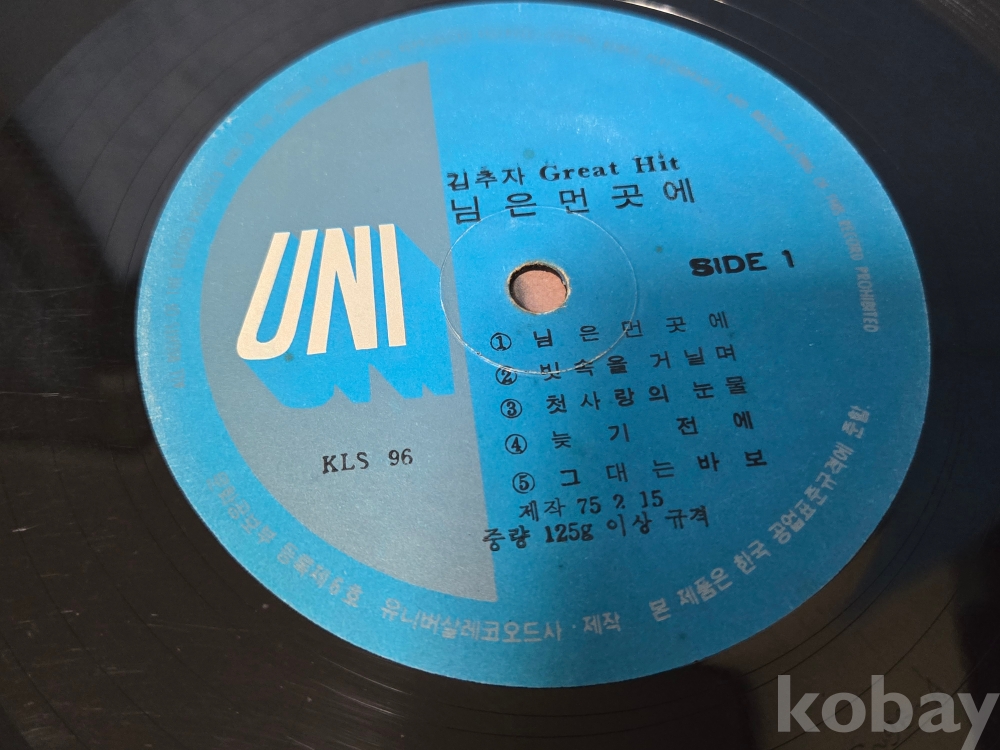 김추자 Great Hit
님은먼곳에
UNI
SIDE 1
① 님은먼곳에
② 빗속을거닐며
③ 첫사랑의눈물
④ 늦기전에
⑤ 그대는바보
KLS 96
제작 75 2 15
중량 125g 이상 규격
유니버살레코오드사·제작 본 제품은 한국 공업표준규격에 준함
PROHIBITED
kobay